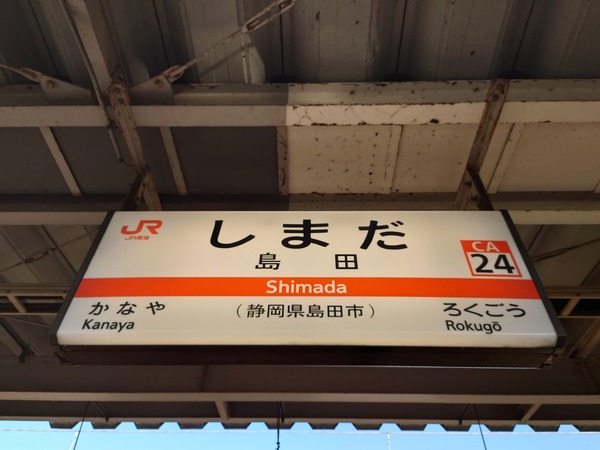 JR
JR東海
しまだ
島田
CA
24
Shimada
かなや
Kanaya
(静岡県島田市)
ろくごう
Rokugō